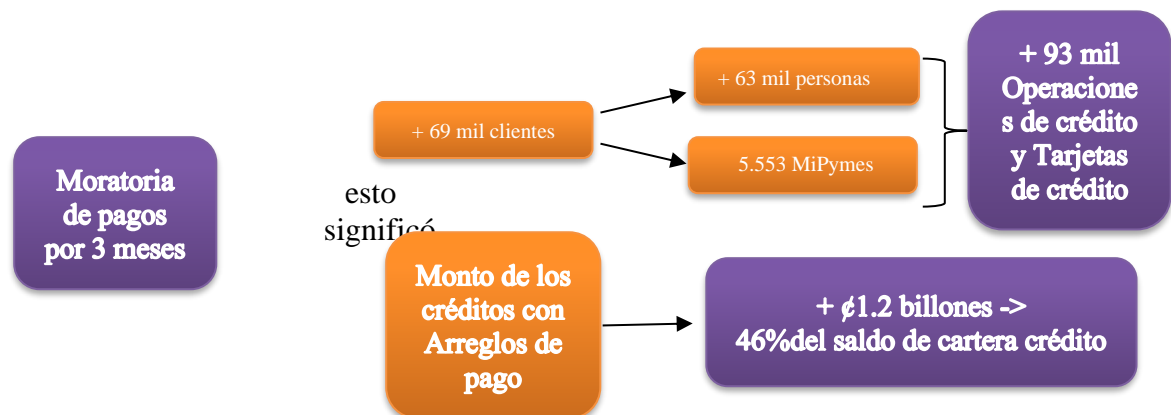 Moratoria
de pagos
por 3 meses
esto
significó
+ 69 mil clientes
+ 63 mil personas
5.553 MiPymes
+ 93 mil
Operacione
s de crédito
y Tarjetas
de crédito
Monto de los
créditos con
Arreglos de
pago
+ ¢1.2 billones ->
46%del saldo de cartera crédito